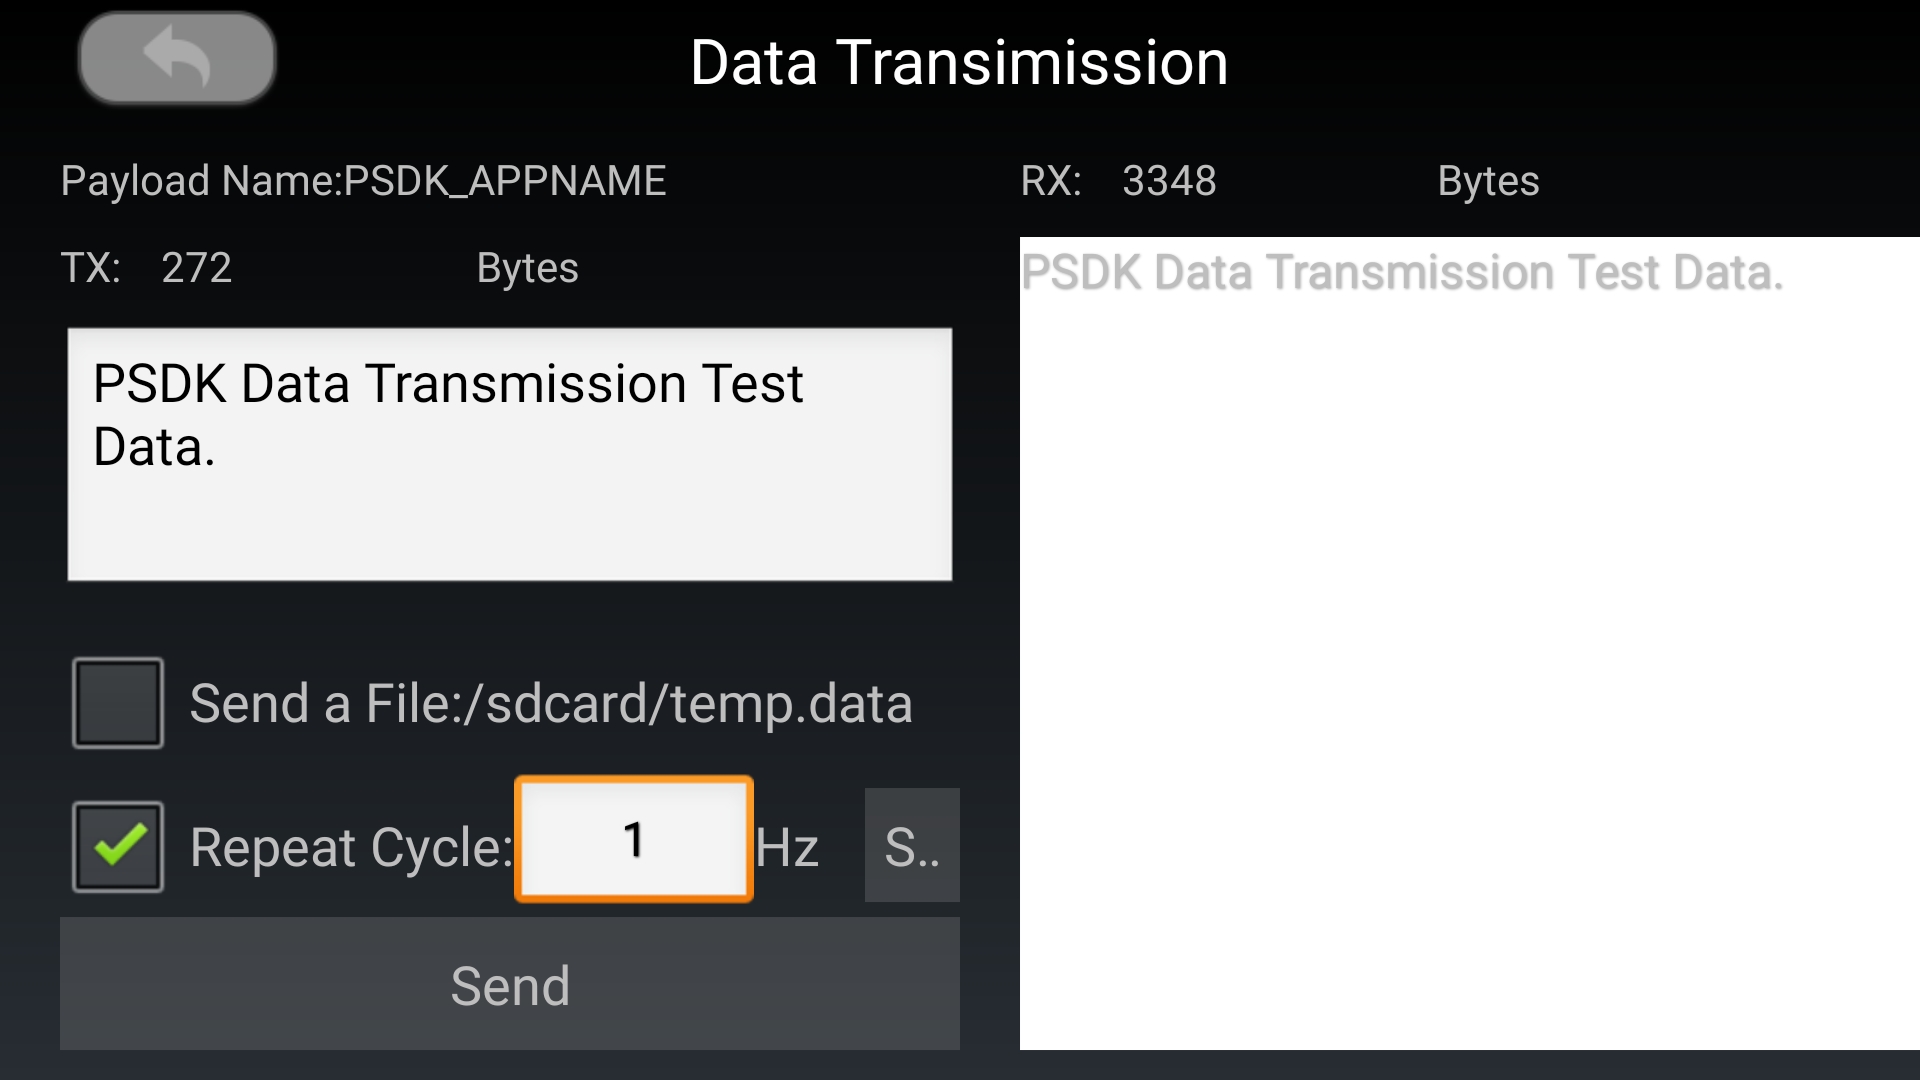 Data Transimission
Payload Name:PSDK_APPNAME
TX: 272 Bytes
PSDK Data Transmission Test
Data.
Send a File:/sdcard/temp.data
Repeat Cycle: 1 Hz S..
Send
RX: 3348 Bytes
PSDK Data Transmission Test Data.